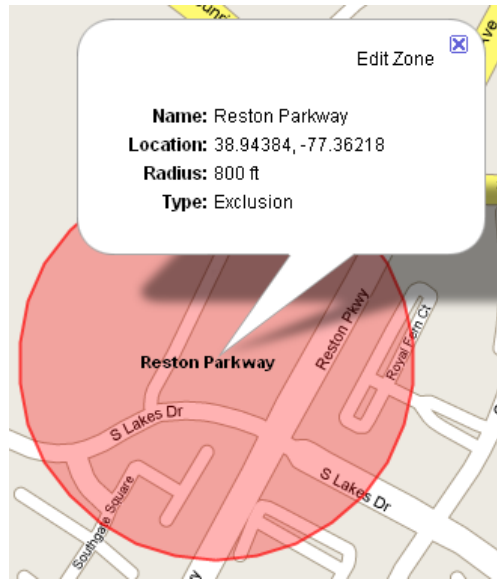 Edit Zone
Name: Reston Parkway
Location: 38.94384, -77.36218
Radius: 800 ft
Type: Exclusion
Reston Pkwy
Royal Fern Ct
Reston Parkway
S Lakes Dr
S Lakes Dr
Southgate Square